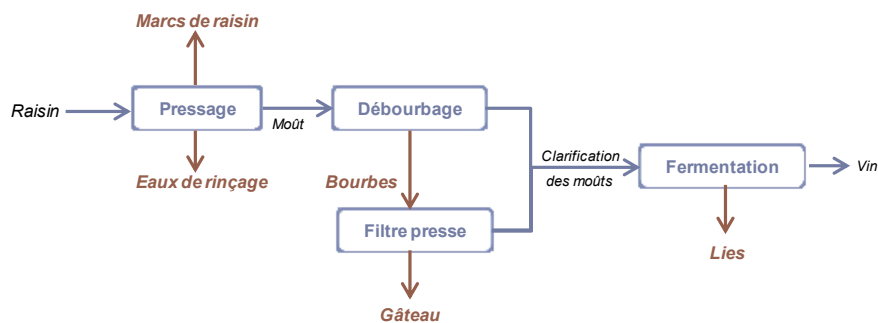 Marcs de raisin
Raisin
Pressage
Moût
Débourbage
Eaux de rinçage
Bourbes
Clarification
des moûts
Fermentation
Vin
Filtre presse
Lies
Gâteau